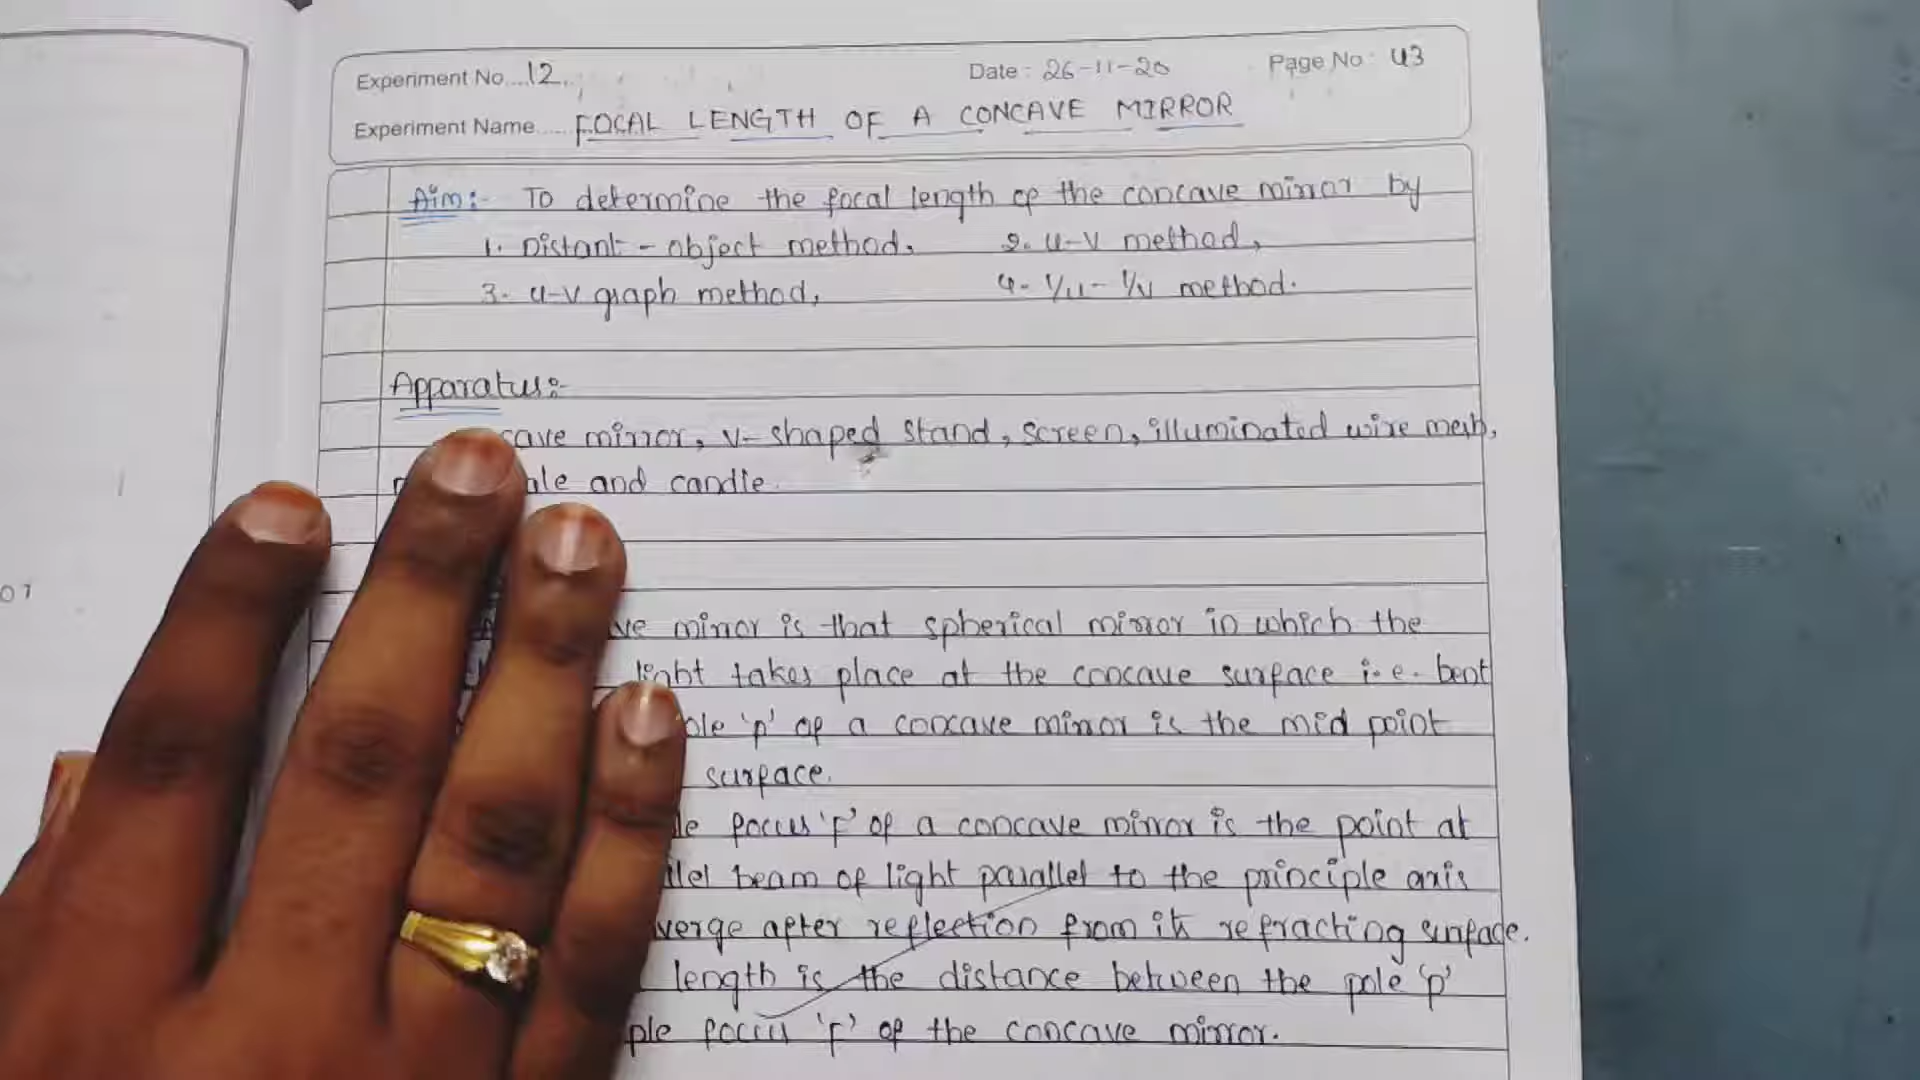 Experiment No....12.. Date : 26-11-20 Page No : 43
Experiment Name..... FOCAL LENGTH OF A CONCAVE MIRROR
Aim:- To determine the focal length of the concave mirror by
1. Distant - object method, 2. u-v method,
3. u-v graph method, 4. 1/u - 1/v method.
Apparatus:-
cave mirror, v- shaped stand, screen, illuminated wire mesh,
ale and candle.
ve mirror is that spherical mirror in which the
light takes place at the concave surface i.e. bent
ole 'p' of a concave mirror is the mid point
surface.
le focus 'F' of a concave mirror is the point at
llel beam of light parallel to the principle axis
verge after reflection from its refracting surface.
length is the distance between the pole 'p'
ple focus 'F' of the concave mirror.
07